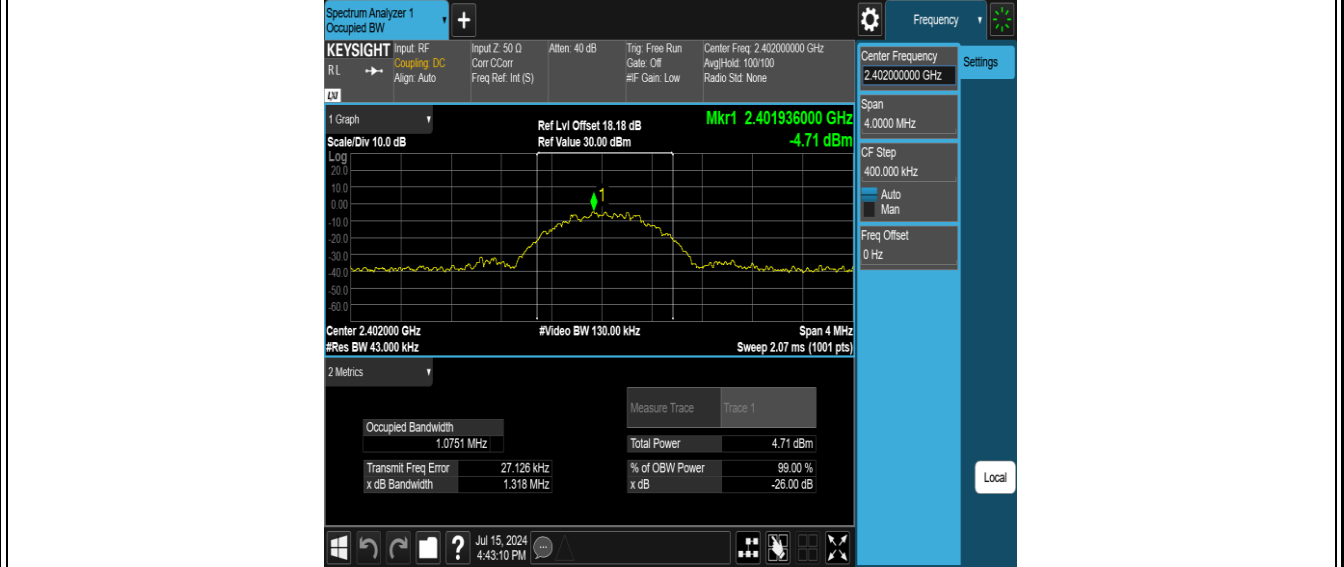 Spectrum Analyzer 1
Occupied BW
+
Frequency
KEYSIGHT
RL
LXI
Input: RF
Coupling: DC
Align: Auto
Input Z: 50 Ω
Corr CCorr
Freq Ref: Int (S)
Atten: 40 dB
Trig: Free Run
Gate: Off
#IF Gain: Low
Center Freq: 2.402000000 GHz
Avg|Hold: 100/100
Radio Std: None
Center Frequency
2.402000000 GHz
Settings
Span
4.0000 MHz
CF Step
400.000 kHz
Auto
Man
Freq Offset
0 Hz
Local
1 Graph
Scale/Div 10.0 dB
Ref Lvl Offset 18.18 dB
Ref Value 30.00 dBm
Mkr1 2.401936000 GHz
-4.71 dBm
Log
20.0
10.0
0.00
-10.0
-20.0
-30.0
-40.0
-50.0
-60.0
1
Center 2.402000 GHz
#Res BW 43.000 kHz
#Video BW 130.00 kHz
Span 4 MHz
Sweep 2.07 ms (1001 pts)
2 Metrics
Measure Trace Trace 1
Occupied Bandwidth
1.0751 MHz
Total Power 4.71 dBm
Transmit Freq Error 27.126 kHz
x dB Bandwidth 1.318 MHz
% of OBW Power 99.00 %
x dB -26.00 dB
?
Jul 15, 2024
4:43:10 PM